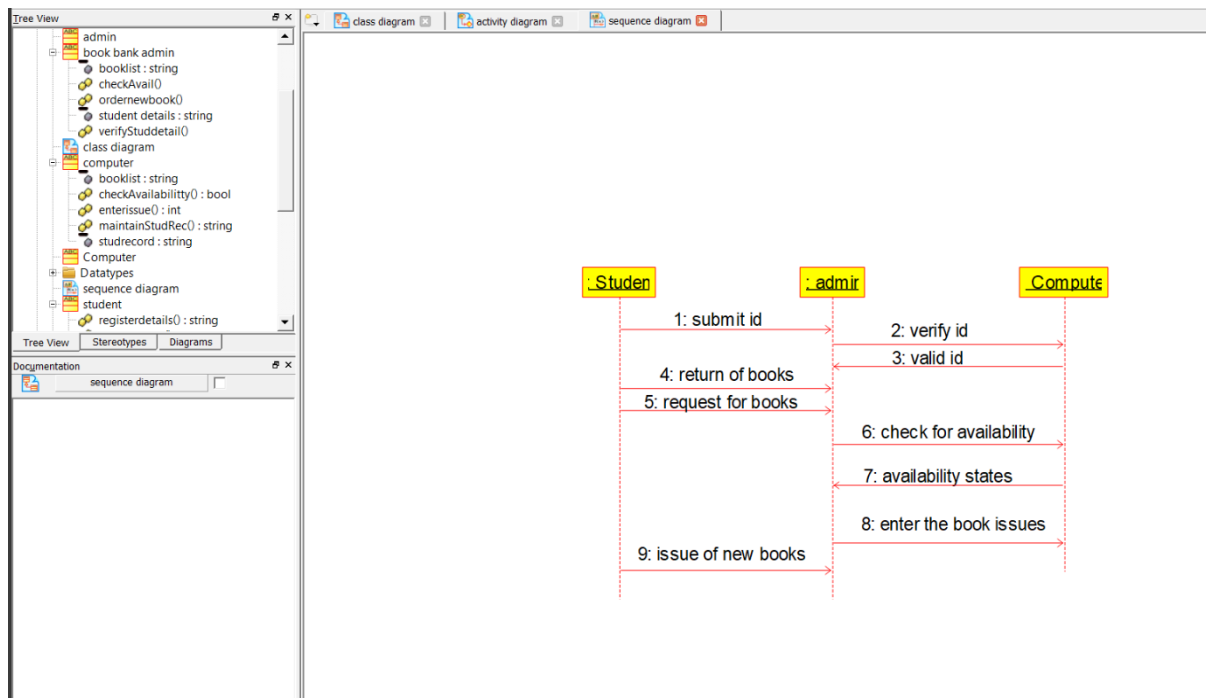 Tree View
admin
book bank admin
booklist : string
checkAvail()
ordernewbook()
student details : string
verifyStuddetail()
class diagram
computer
booklist : string
checkAvailabilitty() : bool
enterissue() : int
maintainStudRec() : string
studrecord : string
Computer
Datatypes
sequence diagram
student
registerdetails() : string
Tree View Stereotypes Diagrams
Documentation
sequence diagram
class diagram activity diagram sequence diagram
: Studen : admin Compute
1: submit id
2: verify id
3: valid id
4: return of books
5: request for books
6: check for availability
7: availability states
8: enter the book issues
9: issue of new books